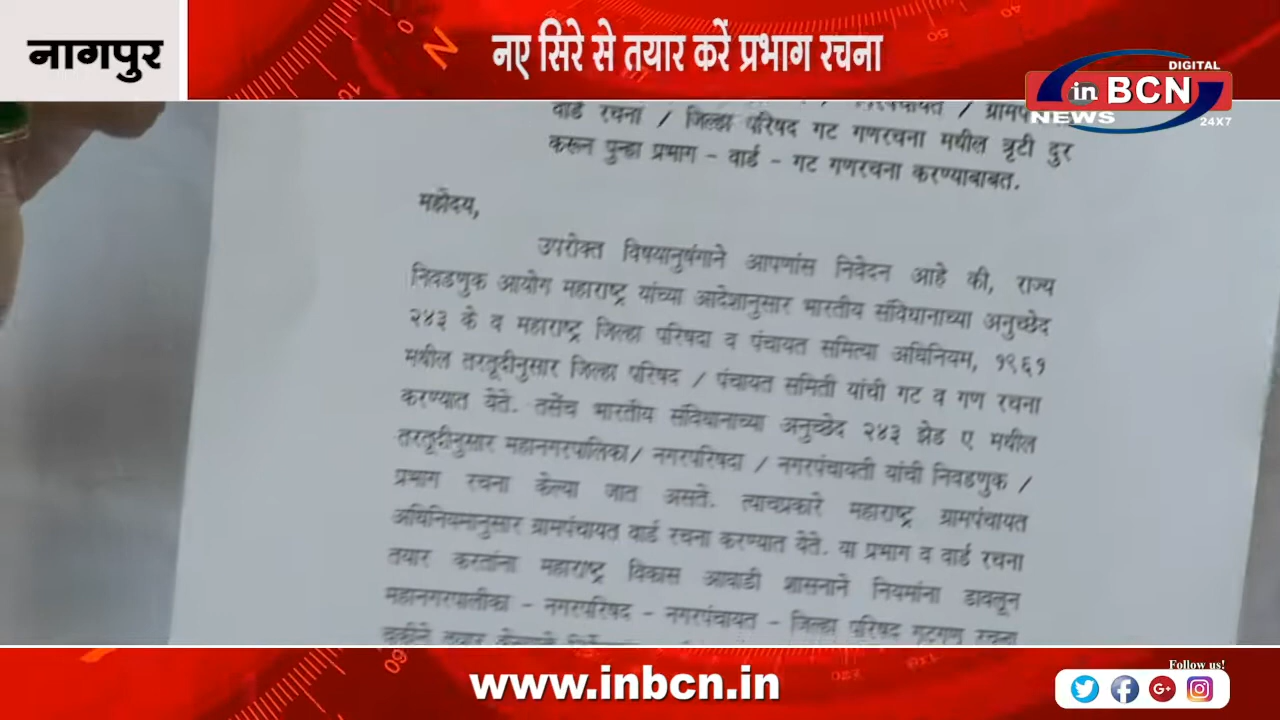 नागपुर
नए सिरे से तयार करें प्रभाग रचना
DIGITAL
in BCN
NEWS
24X7
वार्ड रचना / जिल्हा परिषद गट गणरचना मधील त्रृटी दुर
करून पुन्हा प्रभाग - वार्ड - गट गणरचना करण्याबाबत.
महोदय,
उपरोक्त विषयानुषंगाने आपणांस निवेदन आहे की, राज्य
निवडणुक आयोग महाराष्ट्र यांच्या आदेशानुसार भारतीय संविधानाच्या अनुच्छेद
२४३ के व महाराष्ट्र जिल्हा परिषदा व पंचायत समित्या अधिनियम, १९६१
मधील तरतूदीनुसार जिल्हा परिषद / पंचायत समिती यांची गट व गण रचना
करण्यात येते. तसेच भारतीय संविधानाच्या अनुच्छेद २४३ झेड ए मधील
तरतूदीनुसार महानगरपालिका/ नगरपरिषदा / नगरपंचायती यांची निवडणुक /
प्रभाग रचना केल्या जात असते. त्याचप्रकारे महाराष्ट्र ग्रामपंचायत
अधिनियमानुसार ग्रामपंचायत वार्ड रचना करण्यात येते. या प्रभाग व वार्ड रचना
तयार करतांना महाराष्ट्र विकास आघाडी शासनाने नियमांना डावलून
महानगरपालीका - नगरपरिषद - नगरपंचायत - जिल्हा परिषद गटगण रचना
www.inbcn.in
Follow us!